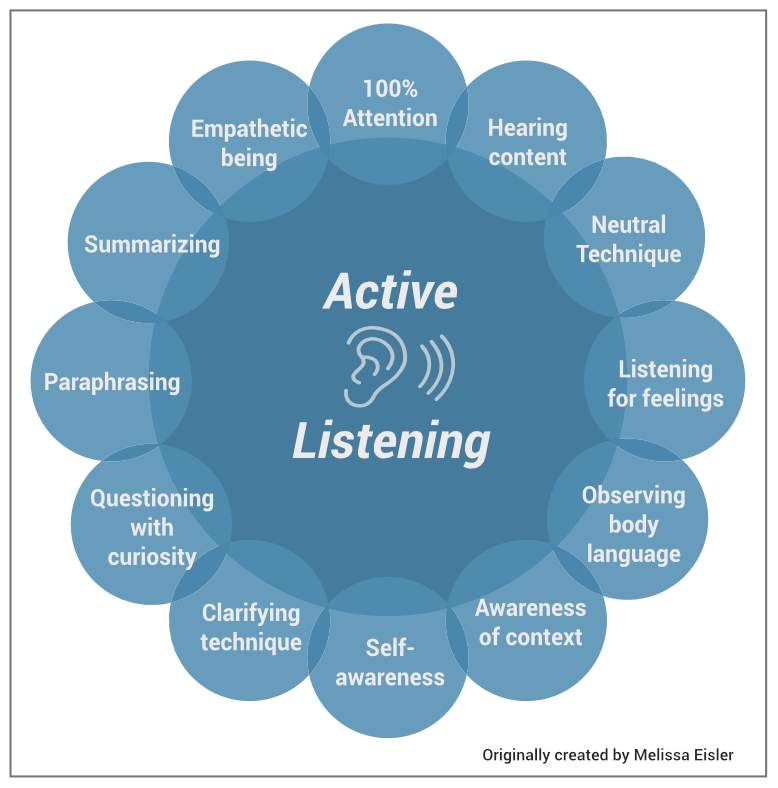 100%
Attention
Hearing
content
Neutral
Technique
Listening
for feelings
Observing
body
language
Awareness
of context
Self-
awareness
Clarifying
technique
Questioning
with
curiosity
Paraphrasing
Summarizing
Empathetic
being
Active
Listening
Originally created by Melissa Eisler